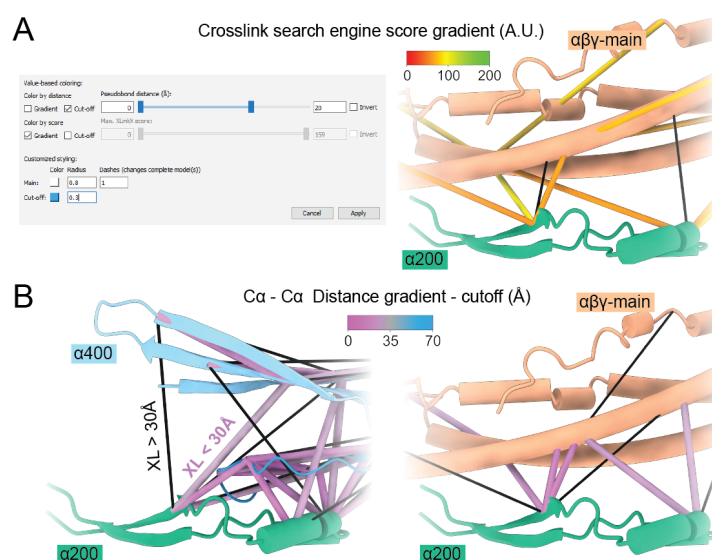 A
Crosslink search engine score gradient (A.U.)
αβγ-main
0 100 200
Value-based coloring:
Color by distance Pseudobond distance (Å):
Gradient Cut-off 0 20 Invert
Color by score Max. XLinkX score:
Gradient Cut-off 0 159 Invert
Customized styling:
Color Radius Dashes (changes complete model(s))
Main: 0.8 1
Cut-off: 0.3
Cancel Apply
α200
B
Cα - Cα Distance gradient - cutoff (Å)
αβγ-main
0 35 70
α400
XL > 30Å
XL < 30Å
α200
α200